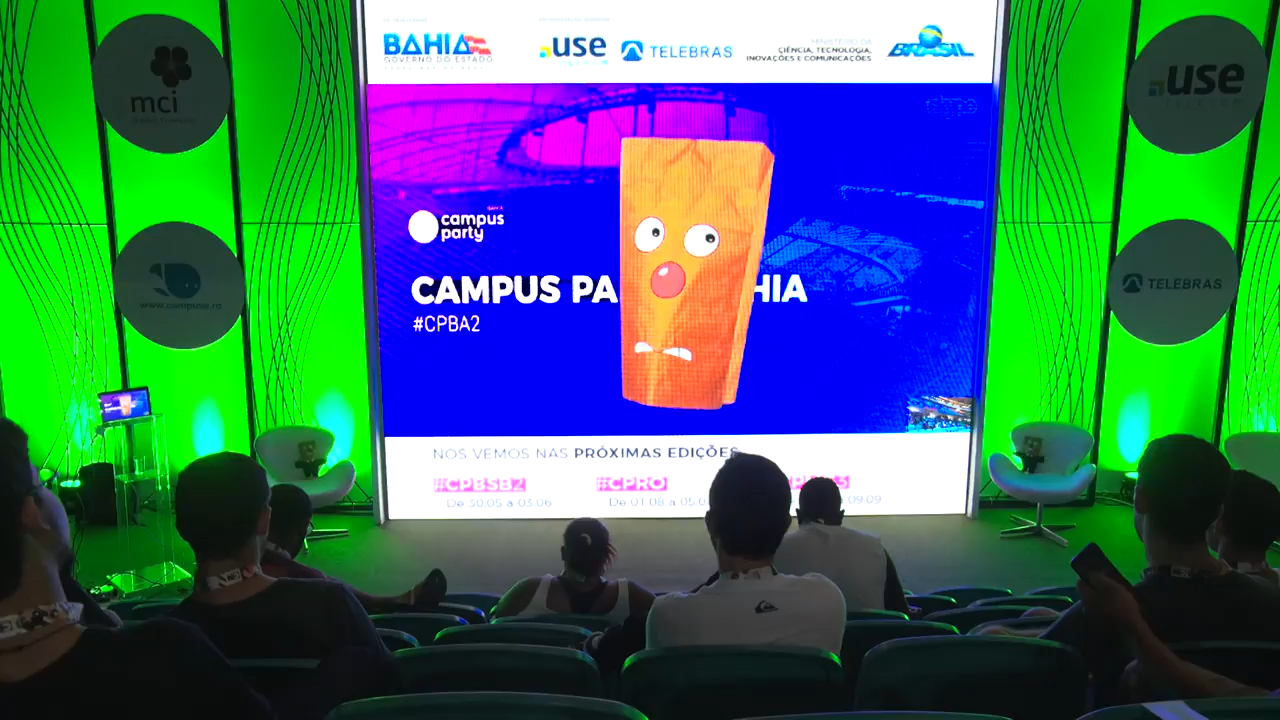 BAHIA
GOVERNO DO ESTADO
use
TELEBRAS
MINISTÉRIO DA
CIÊNCIA, TECNOLOGIA,
INOVAÇÕES E COMUNICAÇÕES
BRASIL
mci
use
TELECOM
skype
campus
party
CAMPUS PA HIA
#CPBA2
www.campuse.ro
TELEBRAS
NOS VEMOS NAS PRÓXIMAS EDIÇÕES
#CPBSB2 #CPRO
De 30.05 a 03.06 De 01.08 a 05.0 09.09